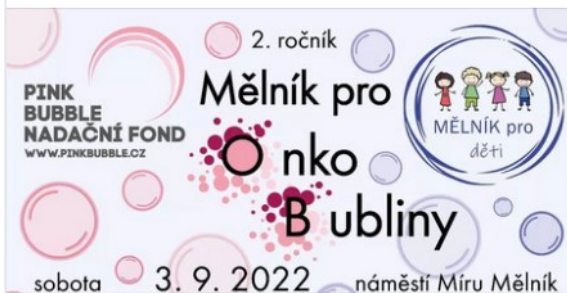 2. ročník
PINK
BUBBLE
NADAČNÍ FOND
WWW.PINKBUBBLE.CZ
Mělník pro
Onko
Bubliny
MĚLNÍK pro
děti
sobota 3. 9. 2022 náměstí Míru Mělník